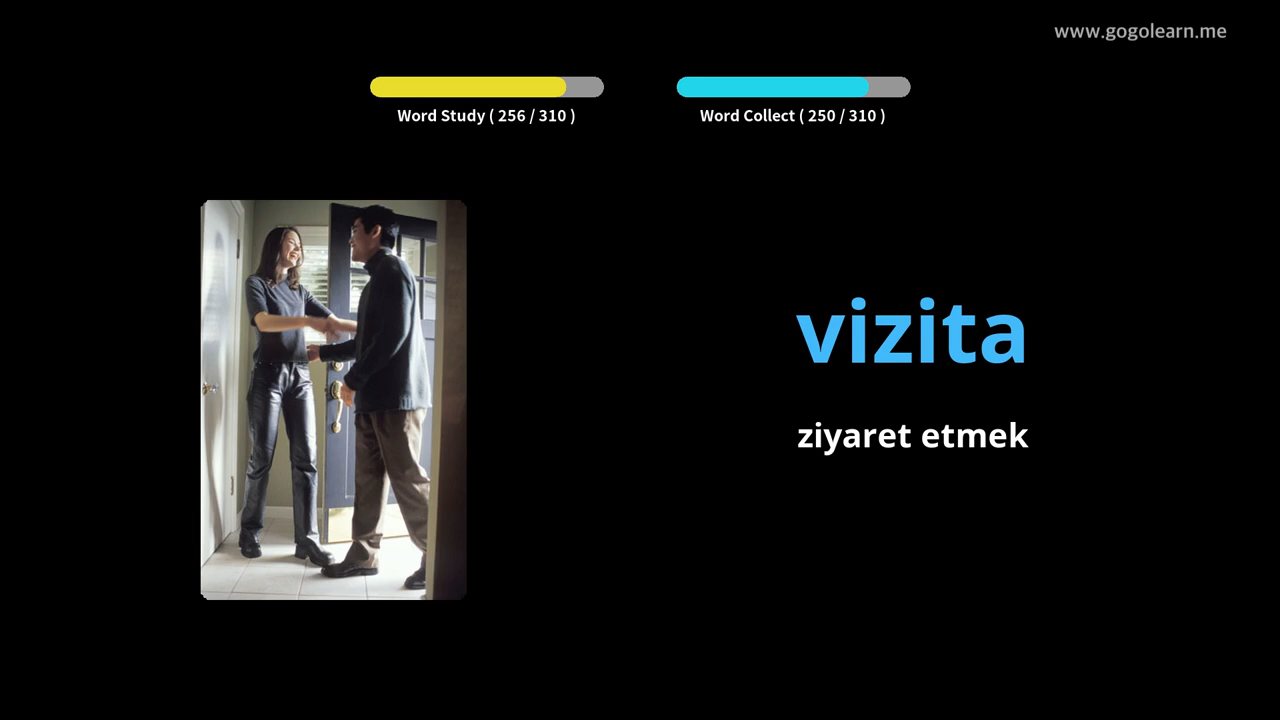 www.gogolearn.me
Word Study ( 256 / 310 )
Word Collect ( 250 / 310 )
vizita
ziyaret etmek